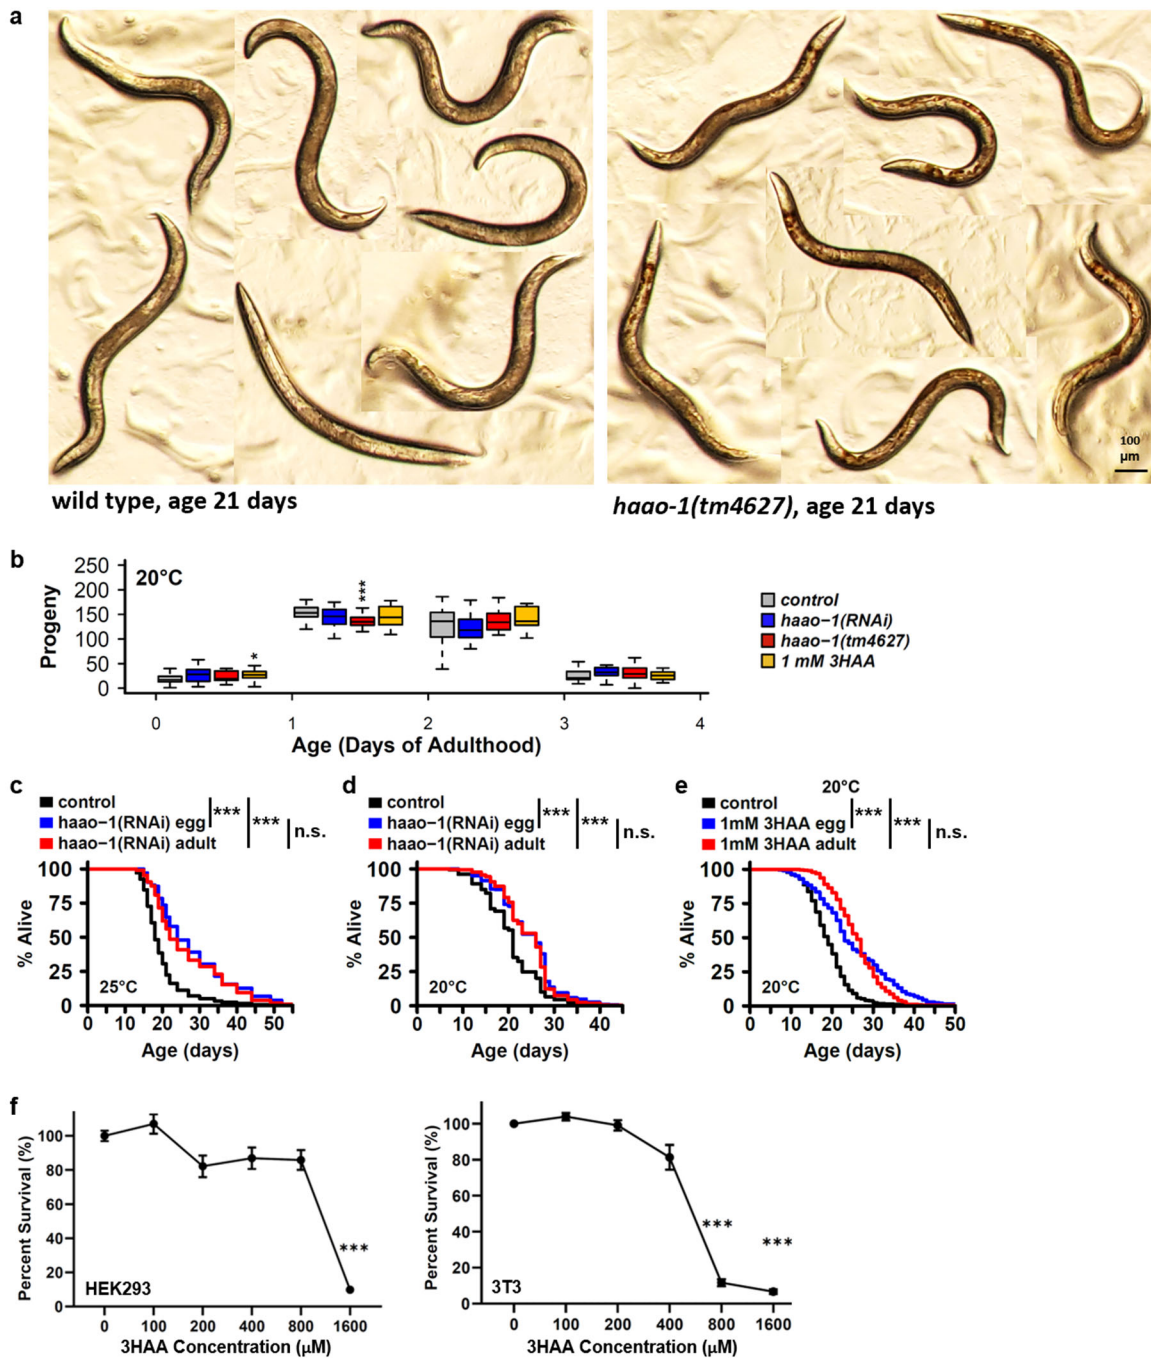 a
100
µm
wild type, age 21 days
haao-1(tm4627), age 21 days
b
20°C
Progeny
250
200
150
100
50
0
***
*
0 1 2 3 4
Age (Days of Adulthood)
control
haao−1(RNAi)
haao−1(tm4627)
1 mM 3HAA
c
control
haao−1(RNAi) egg
haao−1(RNAi) adult
***
***
n.s.
% Alive
100
75
50
25
0
25°C
0 10 20 30 40 50
Age (days)
d
control
haao−1(RNAi) egg
haao−1(RNAi) adult
***
***
n.s.
% Alive
100
75
50
25
0
20°C
0 10 20 30 40
Age (days)
e
20°C
control
1mM 3HAA egg
1mM 3HAA adult
***
***
n.s.
% Alive
100
75
50
25
0
20°C
0 10 20 30 40 50
Age (days)
f
Percent Survival (%)
100
80
60
40
20
0
***
HEK293
0 100 200 400 800 1600
3HAA Concentration (µM)
Percent Survival (%)
100
80
60
40
20
0
***
***
3T3
0 100 200 400 800 1600
3HAA Concentration (µM)